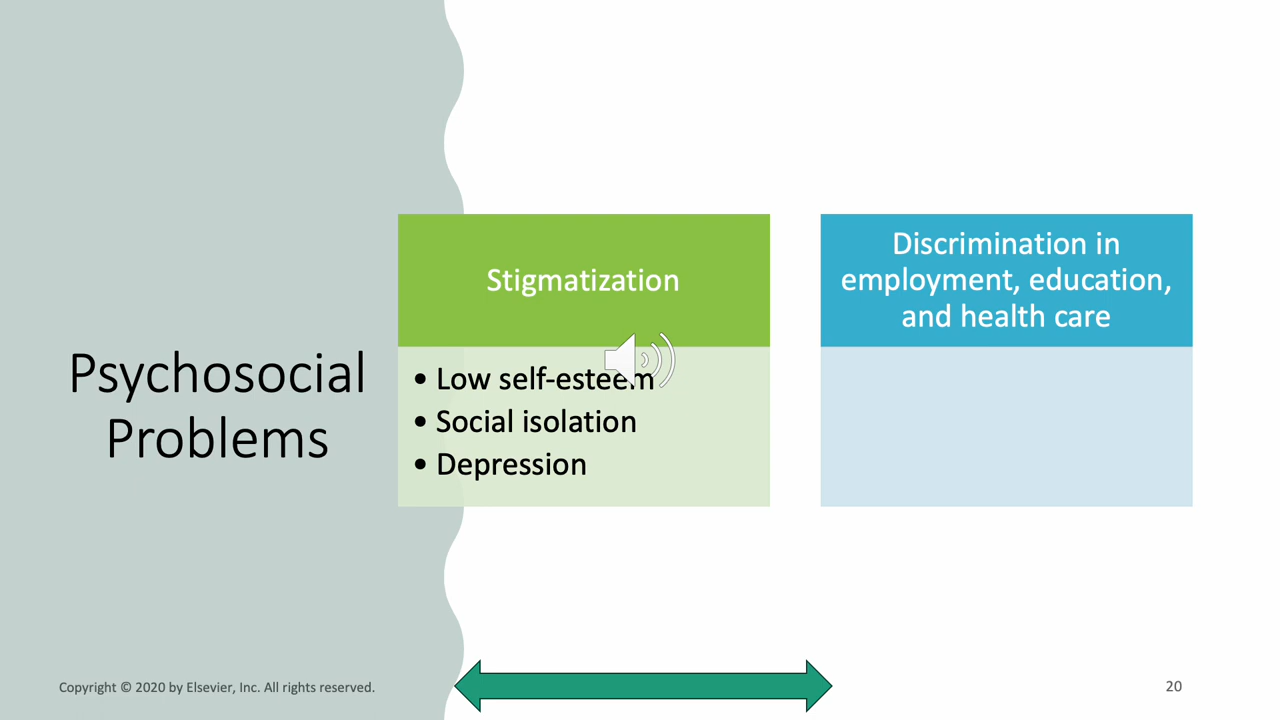 Psychosocial
Problems
Stigmatization
• Low self-esteem
• Social isolation
• Depression
Discrimination in
employment, education,
and health care
Copyright © 2020 by Elsevier, Inc. All rights reserved.
20